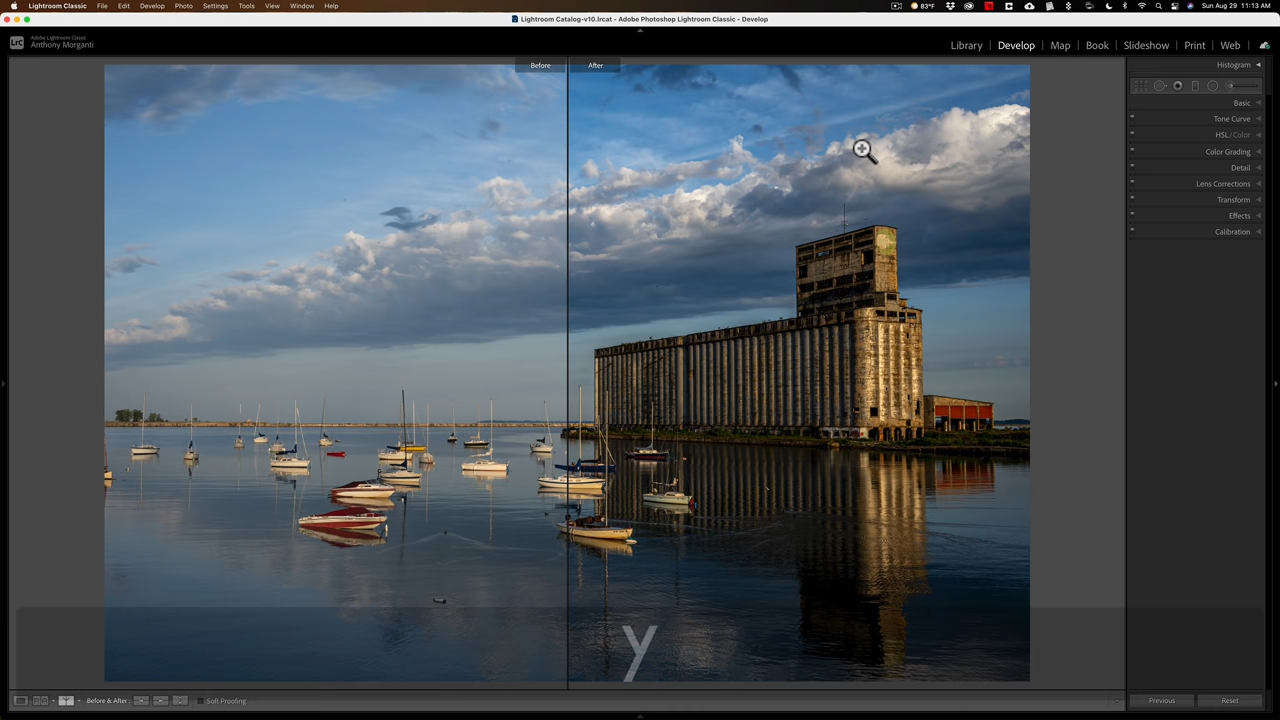 Lightroom Classic File Edit Develop Photo Settings Tools View Window Help 83°F Sun Aug 29 11:13 AM
Lightroom Catalog-v10.lrcat - Adobe Photoshop Lightroom Classic - Develop
LrC
Adobe Lightroom Classic
Anthony Morganti
Library Develop Map Book Slideshow Print Web
Before After
Histogram
Basic
Tone Curve
HSL / Color
Color Grading
Detail
Lens Corrections
Transform
Effects
Calibration
y
Before & After : Soft Proofing
Previous Reset